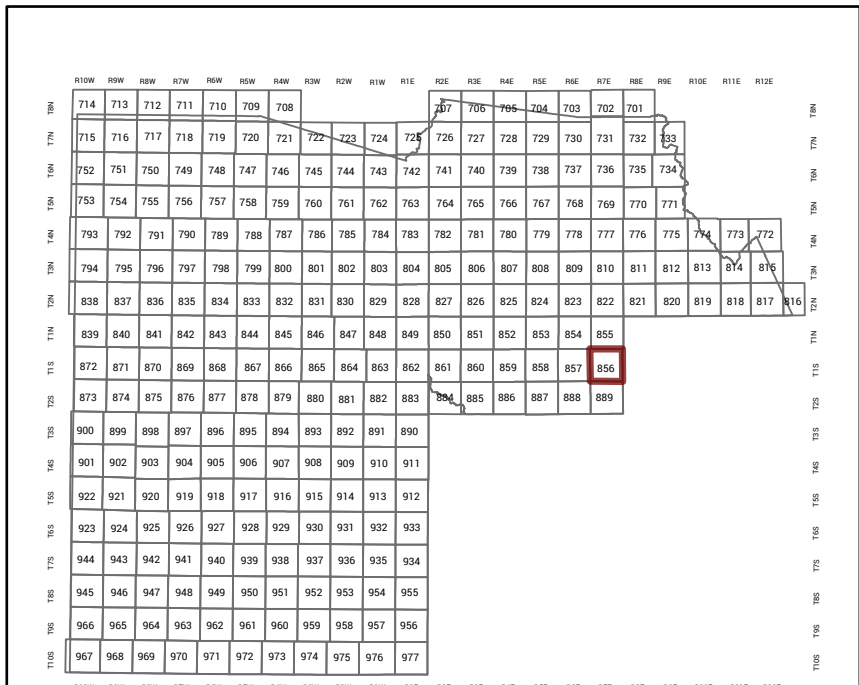 R10W R9W R8W R7W R6W R5W R4W R3W R2W R1W R1E R2E R3E R4E R5E R6E R7E R8E R9E R10E R11E R12E
T8N 714 713 712 711 710 709 708 707 706 705 704 703 702 701 T8N
T7N 715 716 717 718 719 720 721 722 723 724 725 726 727 728 729 730 731 732 733 T7N
T6N 752 751 750 749 748 747 746 745 744 743 742 741 740 739 738 737 736 735 734 T6N
T5N 753 754 755 756 757 758 759 760 761 762 763 764 765 766 767 768 769 770 771 T5N
T4N 793 792 791 790 789 788 787 786 785 784 783 782 781 780 779 778 777 776 775 774 773 772 T4N
T3N 794 795 796 797 798 799 800 801 802 803 804 805 806 807 808 809 810 811 812 813 814 815 T3N
T2N 838 837 836 835 834 833 832 831 830 829 828 827 826 825 824 823 822 821 820 819 818 817 816 T2N
T1N 839 840 841 842 843 844 845 846 847 848 849 850 851 852 853 854 855 T1N
T1S 872 871 870 869 868 867 866 865 864 863 862 861 860 859 858 857 856 T1S
T2S 873 874 875 876 877 878 879 880 881 882 883 884 885 886 887 888 889 T2S
T3S 900 899 898 897 896 895 894 893 892 891 890 T3S
T4S 901 902 903 904 905 906 907 908 909 910 911 T4S
T5S 922 921 920 919 918 917 916 915 914 913 912 T5S
T6S 923 924 925 926 927 928 929 930 931 932 933 T6S
T7S 944 943 942 941 940 939 938 937 936 935 934 T7S
T8S 945 946 947 948 949 950 951 952 953 954 955 T8S
T9S 966 965 964 963 962 961 960 959 958 957 956 T9S
T10S 967 968 969 970 971 972 973 974 975 976 977 T10S